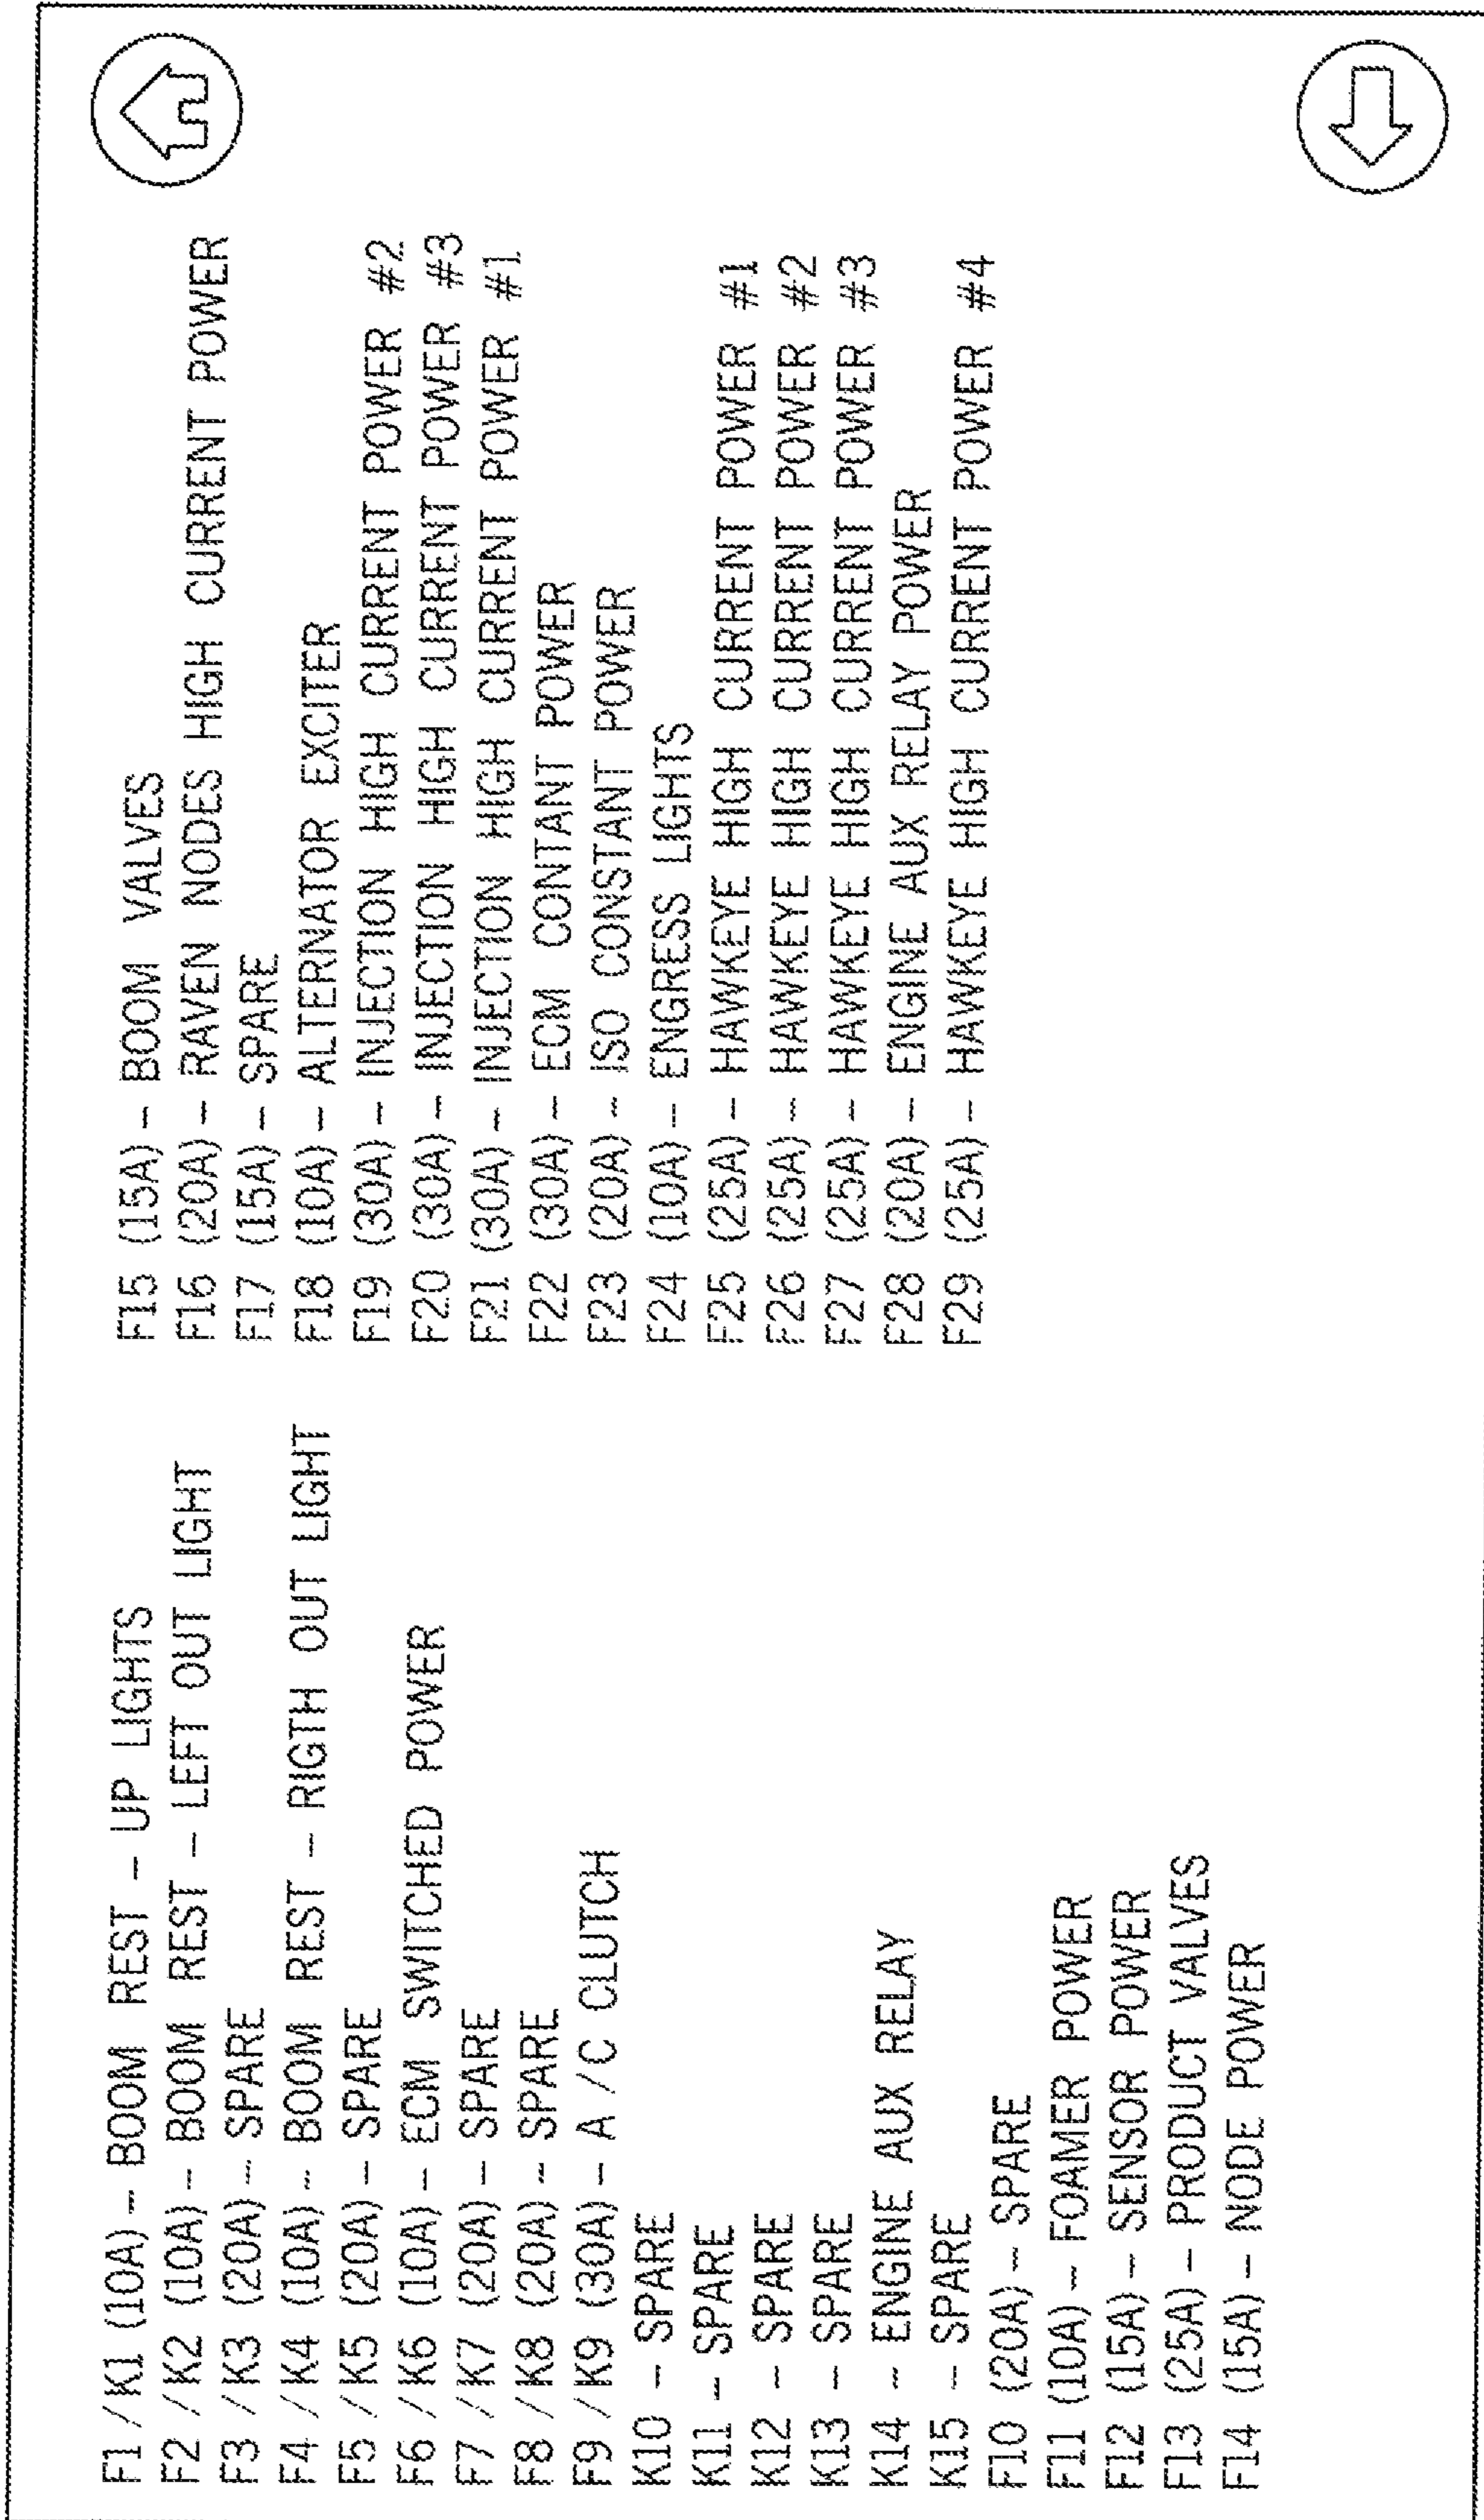 F1 /K1 (10A) - BOOM REST - UP LIGHTS
F2 /K2 (10A) - BOOM REST - LEFT OUT LIGHT
F3 /K3 (20A) - SPARE
F4 /K4 (10A) - BOOM REST - RIGTH OUT LIGHT
F5 /K5 (20A) - SPARE
F6 /K6 (10A) - ECM SWITCHED POWER
F7 /K7 (20A) - SPARE
F8 /K8 (20A) - SPARE
F9 /K9 (30A) - A /C CLUTCH
K10 - SPARE
K11 - SPARE
K12 - SPARE
K13 - SPARE
K14 - ENGINE AUX RELAY
K15 - SPARE
F10 (20A) - SPARE
F11 (10A) - FOAMER POWER
F12 (15A) - SENSOR POWER
F13 (25A) - PRODUCT VALVES
F14 (15A) - NODE POWER
F15 (15A) - BOOM VALVES
F16 (20A) - RAVEN NODES HIGH CURRENT POWER
F17 (15A) - SPARE
F18 (10A) - ALTERNATOR EXCITER
F19 (30A) - INJECTION HIGH CURRENT POWER #2
F20 (30A) - INJECTION HIGH CURRENT POWER #3
F21 (30A) - INJECTION HIGH CURRENT POWER #1
F22 (30A) - ECM CONTANT POWER
F23 (20A) - ISO CONSTANT POWER
F24 (10A) - ENGRESS LIGHTS
F25 (25A) - HAWKEYE HIGH CURRENT POWER #1
F26 (25A) - HAWKEYE HIGH CURRENT POWER #2
F27 (25A) - HAWKEYE HIGH CURRENT POWER #3
F28 (20A) - ENGINE AUX RELAY POWER
F29 (25A) - HAWKEYE HIGH CURRENT POWER #4